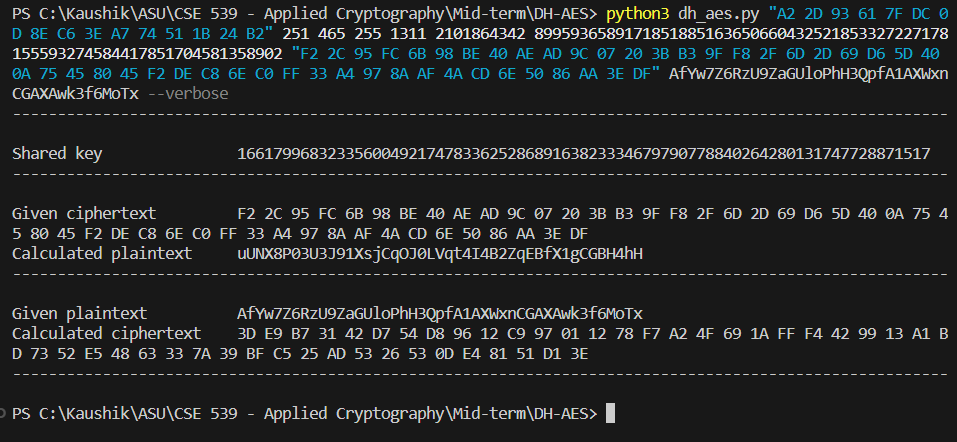 PS C:\Kaushik\ASU\CSE 539 - Applied Cryptography\Mid-term\DH-AES> python3 dh_aes.py "A2 2D 93 61 7F DC 0
D 8E C6 3E A7 74 51 1B 24 B2" 251 465 255 1311 2101864342 8995936589171851885163650660432521853327227178
155593274584417851704581358902 "F2 2C 95 FC 6B 98 BE 40 AE AD 9C 07 20 3B B3 9F F8 2F 6D 2D 69 D6 5D 40
0A 75 45 80 45 F2 DE C8 6E C0 FF 33 A4 97 8A AF 4A CD 6E 50 86 AA 3E DF" AfYw7Z6RzU9ZaGUloPhH3QpfA1AXWxn
CGAXAwk3f6MoTx --verbose
----------------------------------------------------------------------------------------------
Shared key 16617996832335600492174783362528689163823334679790778840264280131747728871517
----------------------------------------------------------------------------------------------
Given ciphertext F2 2C 95 FC 6B 98 BE 40 AE AD 9C 07 20 3B B3 9F F8 2F 6D 2D 69 D6 5D 40 0A 75 4
5 80 45 F2 DE C8 6E C0 FF 33 A4 97 8A AF 4A CD 6E 50 86 AA 3E DF
Calculated plaintext uUNX8P03U3J91XsjCqOJ0LVqt4I4B2ZqEBfX1gCGBH4hH
----------------------------------------------------------------------------------------------
Given plaintext AfYw7Z6RzU9ZaGUloPhH3QpfA1AXWxnCGAXAwk3f6MoTx
Calculated ciphertext 3D E9 B7 31 42 D7 54 D8 96 12 C9 97 01 12 78 F7 A2 4F 69 1A FF F4 42 99 13 A1 B
D 73 52 E5 48 63 33 7A 39 BF C5 25 AD 53 26 53 0D E4 81 51 D1 3E
----------------------------------------------------------------------------------------------
PS C:\Kaushik\ASU\CSE 539 - Applied Cryptography\Mid-term\DH-AES>